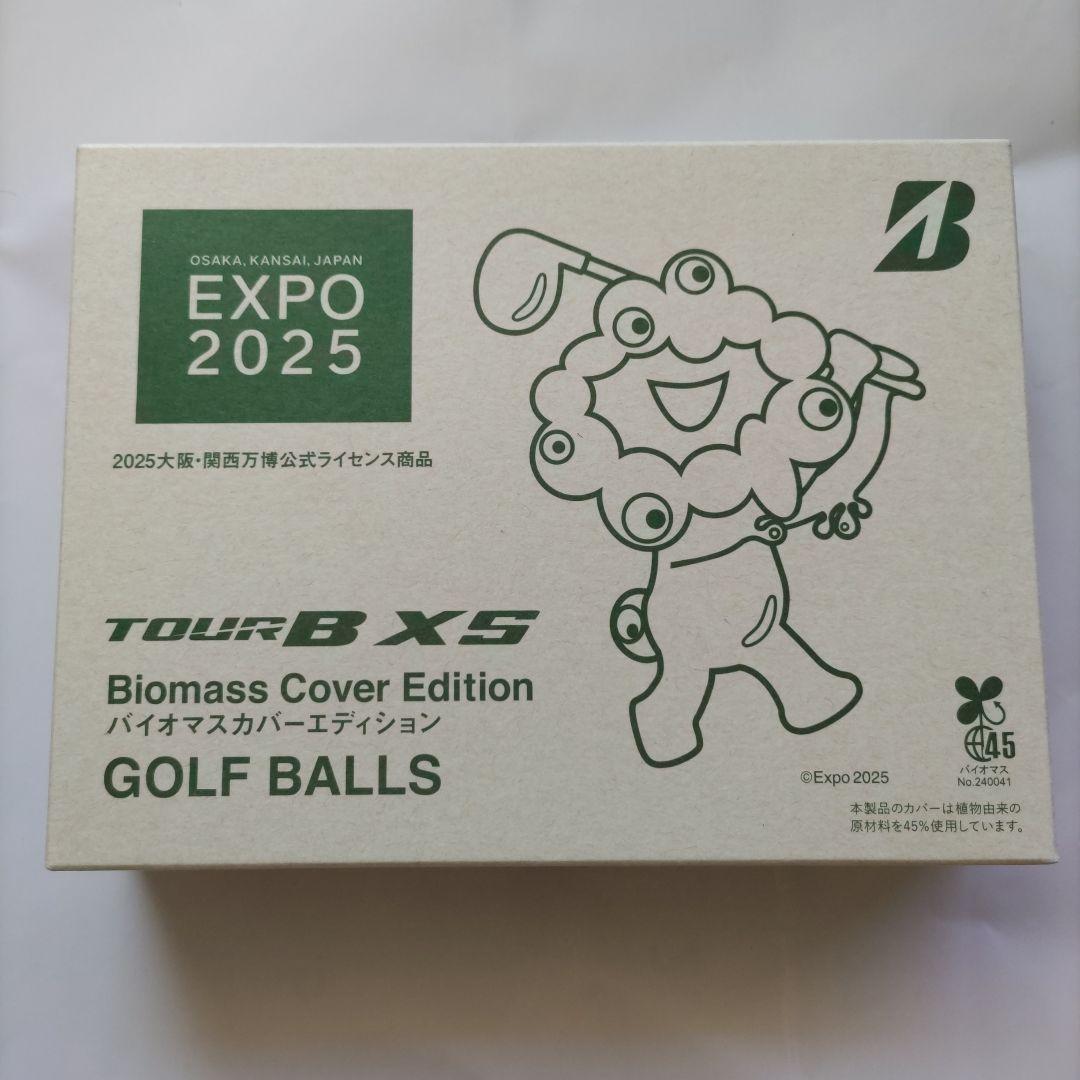 OSAKA, KANSAI, JAPAN
EXPO
2025
2025大阪・関西万博公式ライセンス商品
B
TOUR B XS
Biomass Cover Edition
バイオマスカバーエディション
GOLF BALLS
©Expo 2025
45
バイオマス
No.240041
本製品のカバーは植物由来の
原材料を45%使用しています。